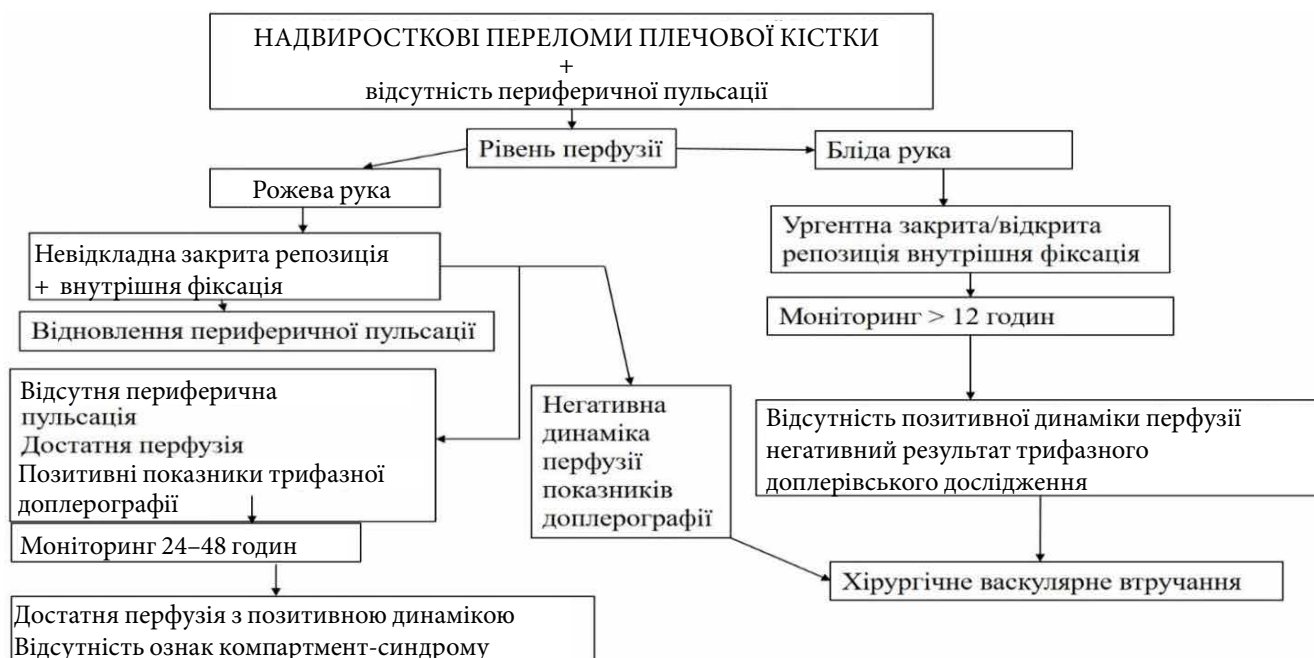 НАДВИРОСТКОВІ ПЕРЕЛОМИ ПЛЕЧОВОЇ КІСТКИ
+
відсутність периферичної пульсації
Рівень перфузії
Бліда рука
Рожева рука
Ургентна закрита/відкрита
репозиція внутрішня фіксація
Невідкладна закрита репозиція
+ внутрішня фіксація
Моніторинг > 12 годин
Відновлення периферичної пульсації
Відсутня периферична
пульсація
Достатня перфузія
Позитивні показники трифазної
доплерографії
Негативна
динаміка
перфузії
показників
доплерографії
Відсутність позитивної динаміки перфузії
негативний результат трифазного
доплерівського дослідження
Моніторинг 24–48 годин
Хірургічне васкулярне втручання
Достатня перфузія з позитивною динамікою
Відсутність ознак компартмент-синдрому